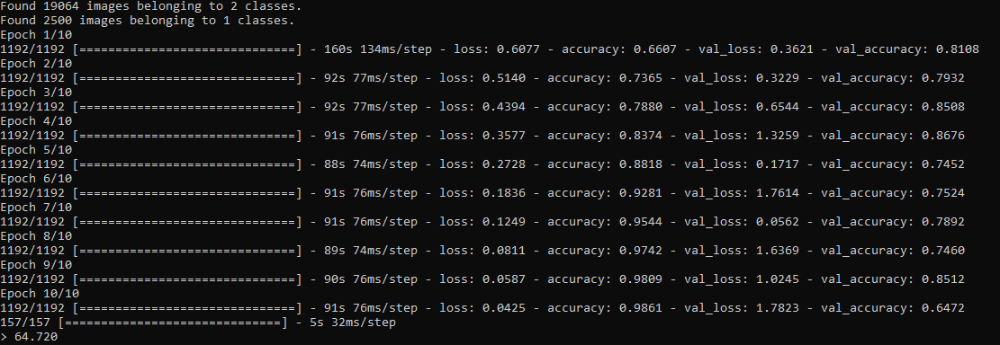 Found 19064 images belonging to 2 classes.
Found 2500 images belonging to 1 classes.
Epoch 1/10
1192/1192 [==============================] - 160s 134ms/step - loss: 0.6077 - accuracy: 0.6607 - val_loss: 0.3621 - val_accuracy: 0.8108
Epoch 2/10
1192/1192 [==============================] - 92s 77ms/step - loss: 0.5140 - accuracy: 0.7365 - val_loss: 0.3229 - val_accuracy: 0.7932
Epoch 3/10
1192/1192 [==============================] - 92s 77ms/step - loss: 0.4394 - accuracy: 0.7880 - val_loss: 0.6544 - val_accuracy: 0.8508
Epoch 4/10
1192/1192 [==============================] - 91s 76ms/step - loss: 0.3577 - accuracy: 0.8374 - val_loss: 1.3259 - val_accuracy: 0.8676
Epoch 5/10
1192/1192 [==============================] - 88s 74ms/step - loss: 0.2728 - accuracy: 0.8818 - val_loss: 0.1717 - val_accuracy: 0.7452
Epoch 6/10
1192/1192 [==============================] - 91s 76ms/step - loss: 0.1836 - accuracy: 0.9281 - val_loss: 1.7614 - val_accuracy: 0.7524
Epoch 7/10
1192/1192 [==============================] - 91s 76ms/step - loss: 0.1249 - accuracy: 0.9544 - val_loss: 0.0562 - val_accuracy: 0.7892
Epoch 8/10
1192/1192 [==============================] - 89s 74ms/step - loss: 0.0811 - accuracy: 0.9742 - val_loss: 1.6369 - val_accuracy: 0.7460
Epoch 9/10
1192/1192 [==============================] - 90s 76ms/step - loss: 0.0587 - accuracy: 0.9809 - val_loss: 1.0245 - val_accuracy: 0.8512
Epoch 10/10
1192/1192 [==============================] - 91s 76ms/step - loss: 0.0425 - accuracy: 0.9861 - val_loss: 1.7823 - val_accuracy: 0.6472
157/157 [==============================] - 5s 32ms/step
> 64.720